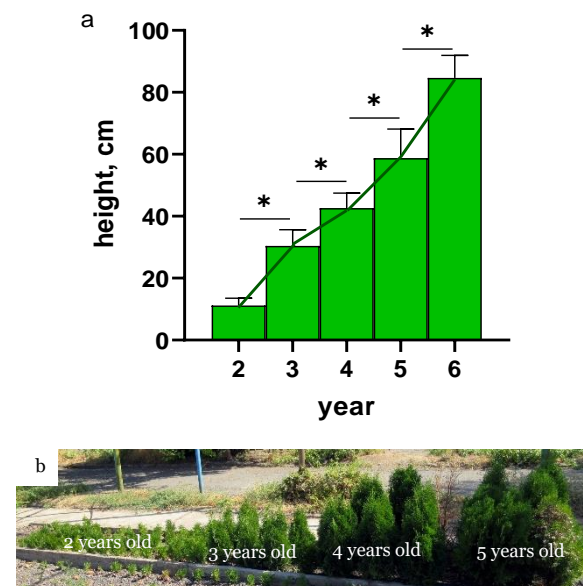 a
100
*
80
*
60
*
height, cm
*
40
20
0
2 3 4 5 6
year
b
2 years old
3 years old
4 years old
5 years old